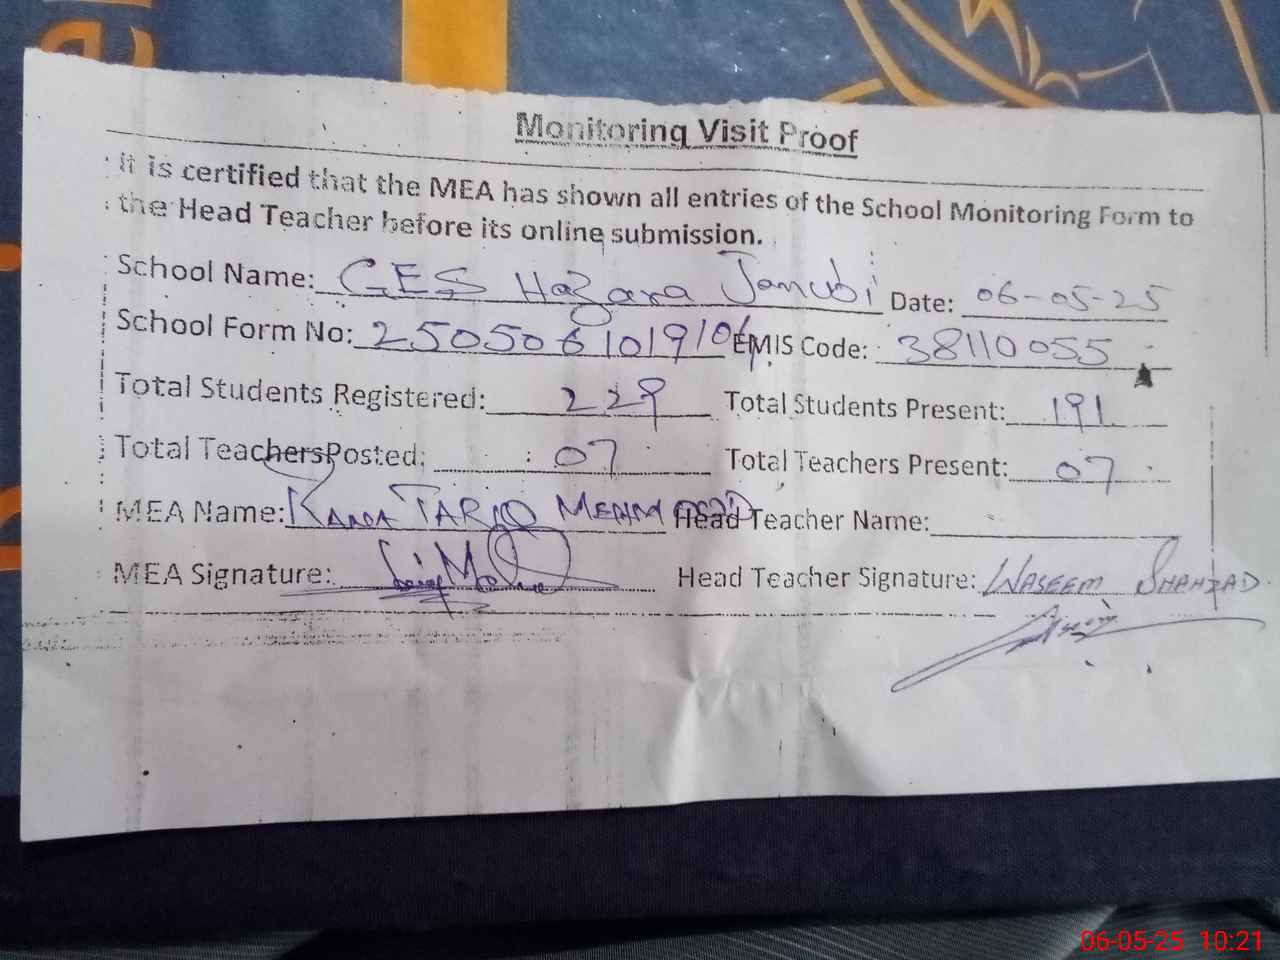 Monitoring Visit Proof
It is certified that the MEA has shown all entries of the School Monitoring Form to
the Head Teacher before its online submission.
School Name: GES Hazara Janubi Date: 06-05-25
School Form No: 25050610191 EMIS Code: 38110055
Total Students Registered: 229 Total Students Present: 191
Total Teachers Posted: 07 Total Teachers Present: 07
MEA Name: RANA TARIQ MEHMOOD Head Teacher Name:
MEA Signature: Head Teacher Signature: WASEEM SHAHZAD
06-05-25 10:21